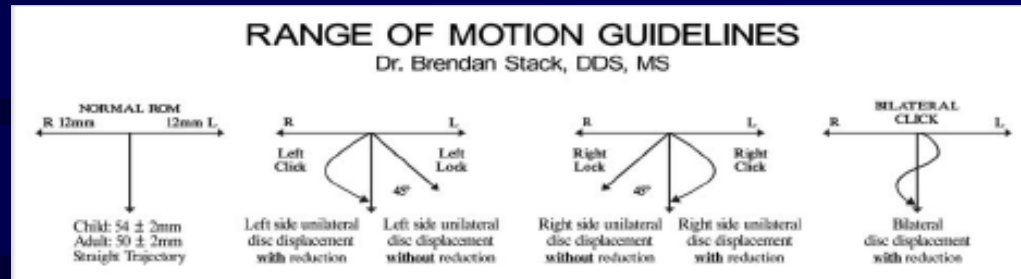 RANGE OF MOTION GUIDELINES
Dr. Brendan Stack, DDS, MS
NORMAL ROM
R 12mm 12mm L
Child: 54 ± 2mm
Adult: 50 ± 2mm
Straight Trajectory
R L
Left
Click
Left
Lock
45°
Left side unilateral
disc displacement
with reduction
Left side unilateral
disc displacement
without reduction
R L
Right
Lock
Right
Click
45°
Right side unilateral
disc displacement
without reduction
Right side unilateral
disc displacement
with reduction
BILATERAL
CLICK
R L
Bilateral
disc displacement
with reduction